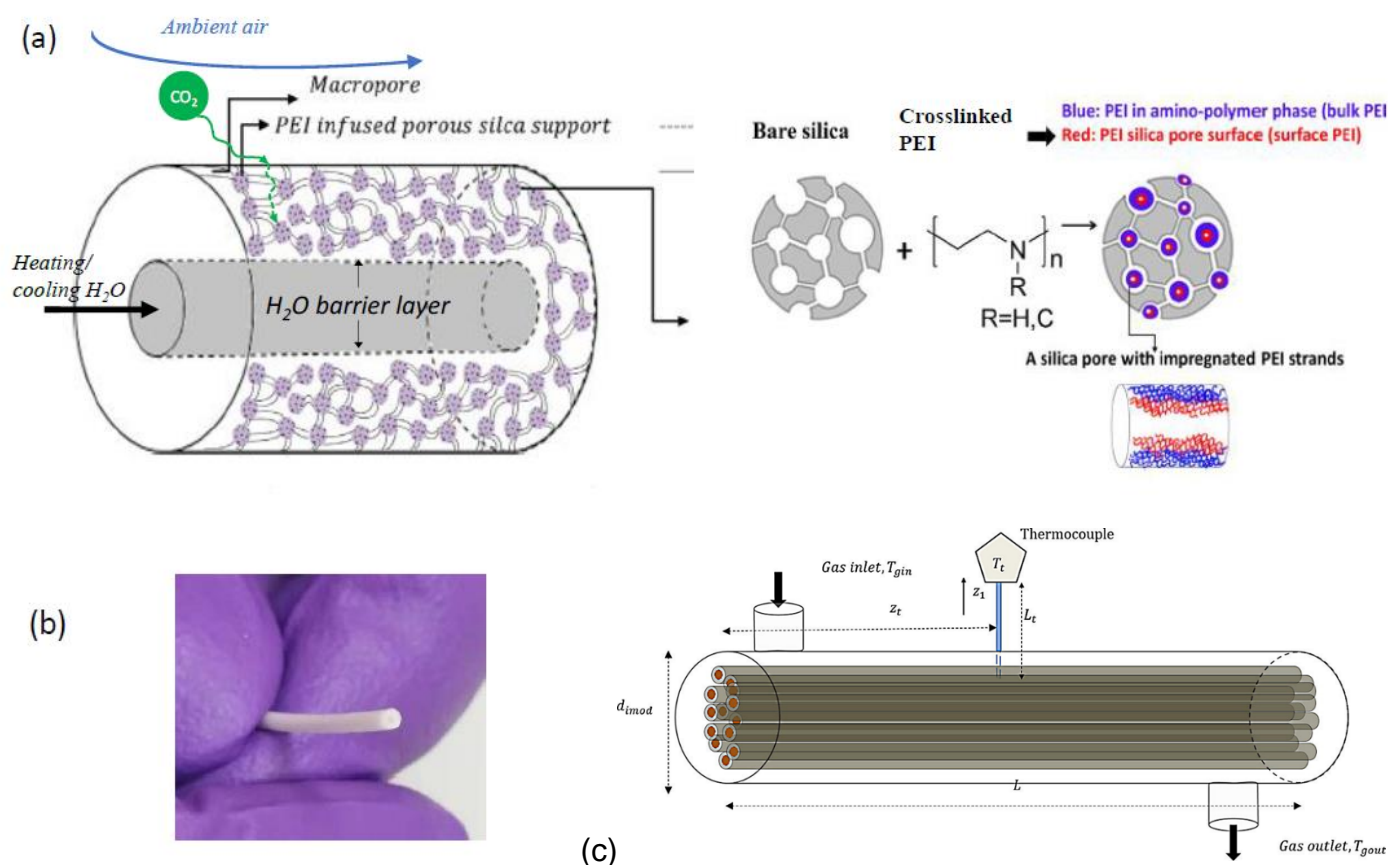 (a)
Ambient air
CO2
Macropore
PEI infused porous silca support
Heating/
cooling H2O
H2O barrier layer
Bare silica
Crosslinked
PEI
Blue: PEI in amino-polymer phase (bulk PEI
Red: PEI silica pore surface (surface PEI)
+
N
n
R
R=H,C
A silica pore with impregnated PEI strands
(b)
Thermocouple
Tt
Gas inlet, Tgin
z1
zt
Lt
dimod
L
(c)
Gas outlet, Tgout